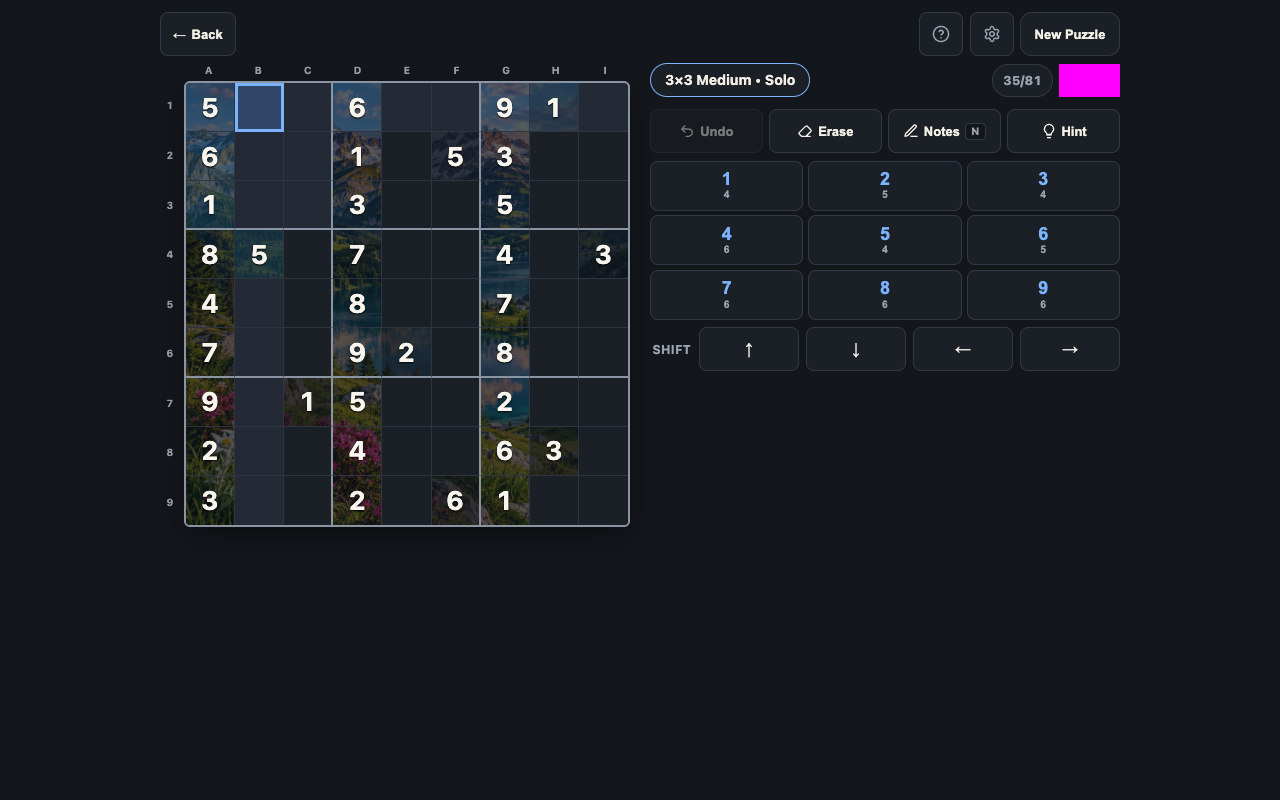 ← Back
New Puzzle
A B C D E F G H I
3×3 Medium • Solo
35/81
1 5 6 9 1
2 6 1 5 3
3 1 3 5
4 8 5 7 4 3
5 4 8 7
6 7 9 2 8
7 9 1 5 2
8 2 4 6 3
9 3 2 6 1
Undo
Erase
Notes N
Hint
1 2 3
4 5 4
4 5 6
6 4 5
7 8 9
6 6 6
SHIFT ↑ ↓ ← →